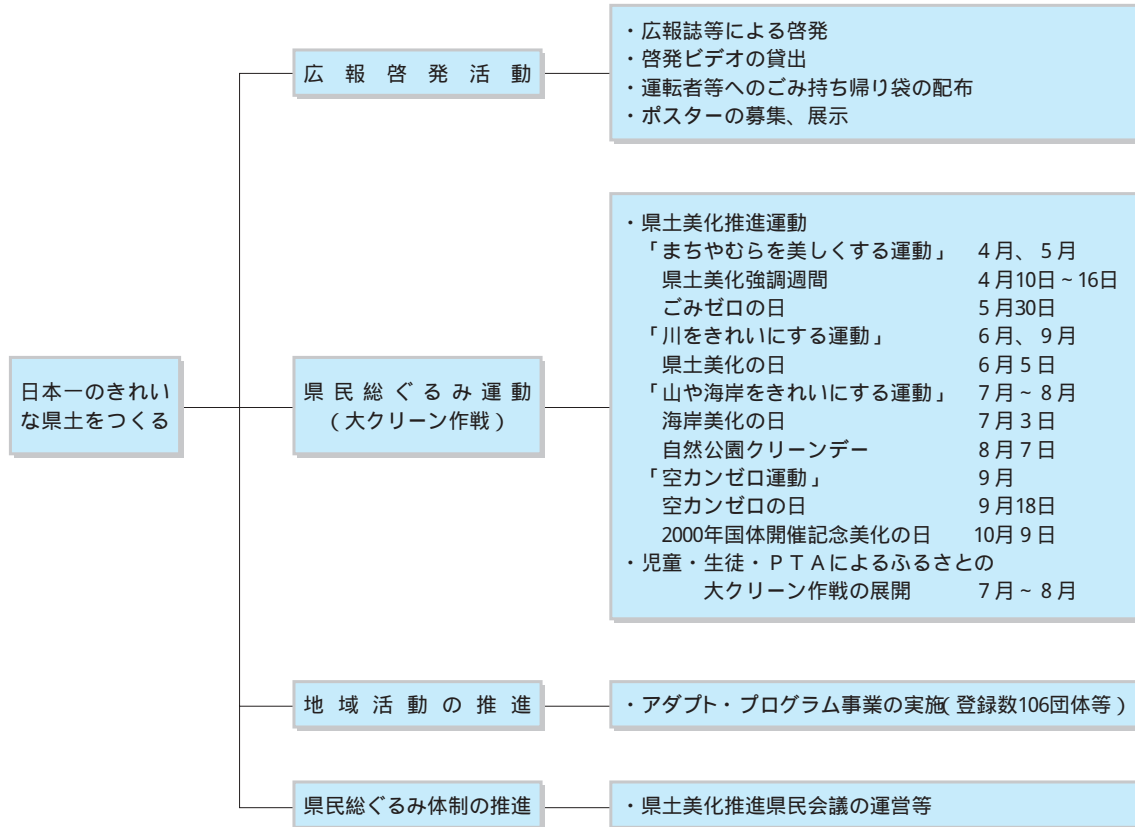 日本一のきれい
な県土をつくる
広報啓発活動
・広報誌等による啓発
・啓発ビデオの貸出
・運転者等へのごみ持ち帰り袋の配布
・ポスターの募集、展示
県民総ぐるみ運動
(大クリーン作戦)
・県土美化推進運動
「まちやむらを美しくする運動」 4月、5月
県土美化強調週間 4月10日~16日
ごみゼロの日 5月30日
「川をきれいにする運動」 6月、9月
県土美化の日 6月5日
「山や海岸をきれいにする運動」 7月~8月
海岸美化の日 7月3日
自然公園クリーンデー 8月7日
「空カンゼロ運動」 9月
空カンゼロの日 9月18日
2000年国体開催記念美化の日 10月9日
・児童・生徒・PTAによるふるさとの
大クリーン作戦の展開 7月~8月
地域活動の推進
・アダプト・プログラム事業の実施(登録数106団体等)
県民総ぐるみ体制の推進
・県土美化推進県民会議の運営等